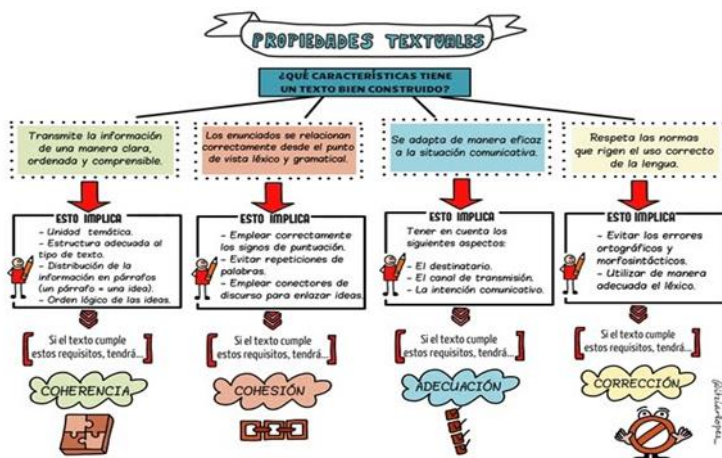 PROPIEDADES TEXTUALES
¿QUÉ CARACTERÍSTICAS TIENE
UN TEXTO BIEN CONSTRUIDO?
Transmite la información
de una manera clara,
ordenada y comprensible.
ESTO IMPLICA
- Unidad temática.
- Estructura adecuada al
tipo de texto.
- Distribución de la
información en párrafos
(un párrafo = una idea).
- Orden lógico de las ideas.
Si el texto cumple
estos requisitos, tendrá...
COHERENCIA
Los enunciados se relacionan
correctamente desde el punto
de vista léxico y gramatical.
ESTO IMPLICA
- Emplear correctamente
los signos de puntuación.
- Evitar repeticiones de
palabras.
- Emplear conectores de
discurso para enlazar ideas.
Si el texto cumple
estos requisitos, tendrá...
COHESIÓN
Se adapta de manera eficaz
a la situación comunicativa.
ESTO IMPLICA
Tener en cuenta los
siguientes aspectos:
- El destinatario.
- El canal de transmisión.
- La intención comunicativo.
Si el texto cumple
estos requisitos, tendrá...
ADECUACIÓN
Respeta las normas
que rigen el uso correcto
de la lengua.
ESTO IMPLICA
- Evitar los errores
ortográficos y
morfosintácticos.
- Utilizar de manera
adecuada el léxico.
Si el texto cumple
estos requisitos, tendrá...
CORRECCIÓN